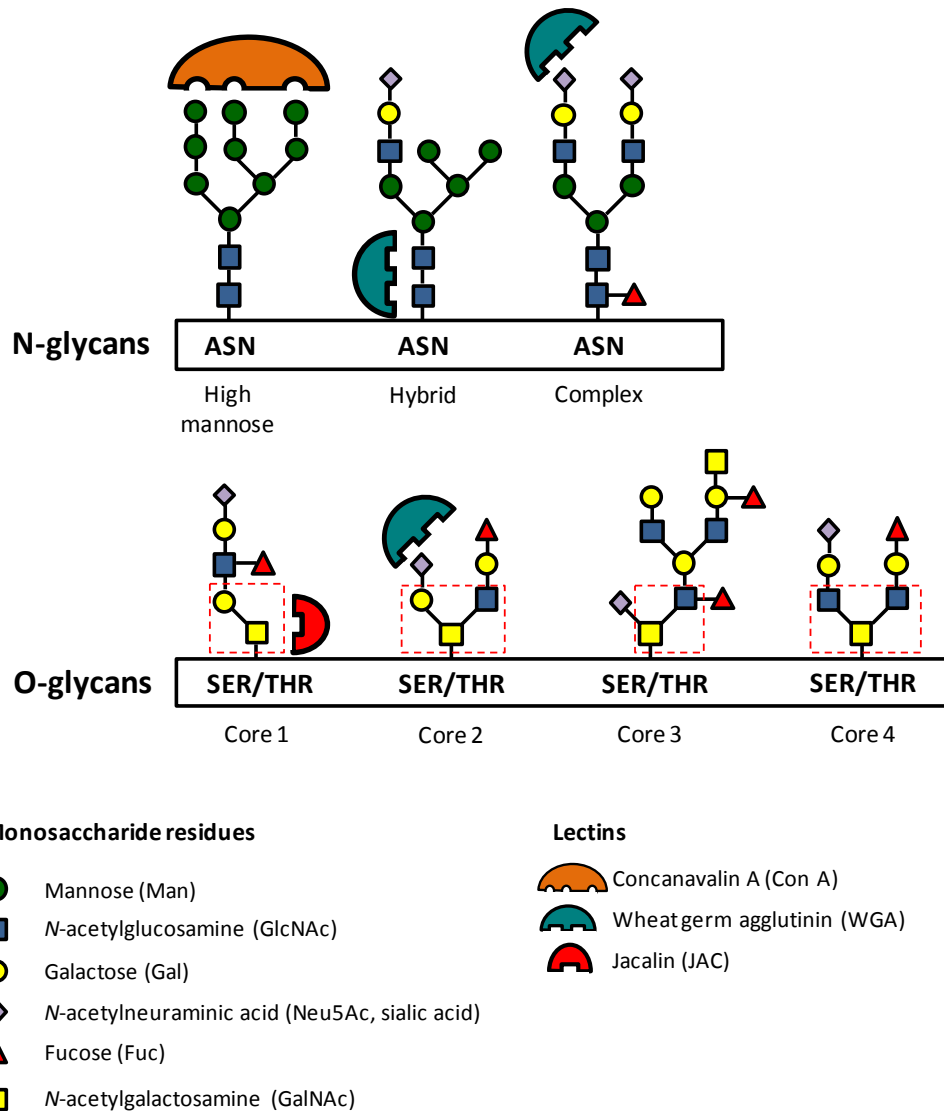 N-glycans
ASN ASN ASN
High mannose
Hybrid
Complex
O-glycans
SER/THR SER/THR SER/THR SER/THR
Core 1 Core 2 Core 3 Core 4
onosaccharide residues
Mannose (Man)
N-acetylglucosamine (GlcNAc)
Galactose (Gal)
N-acetylneuraminic acid (Neu5Ac, sialic acid)
Fucose (Fuc)
N-acetylgalactosamine (GalNAc)
Lectins
Concanavalin A (Con A)
Wheat germ agglutinin (WGA)
Jacalin (JAC)